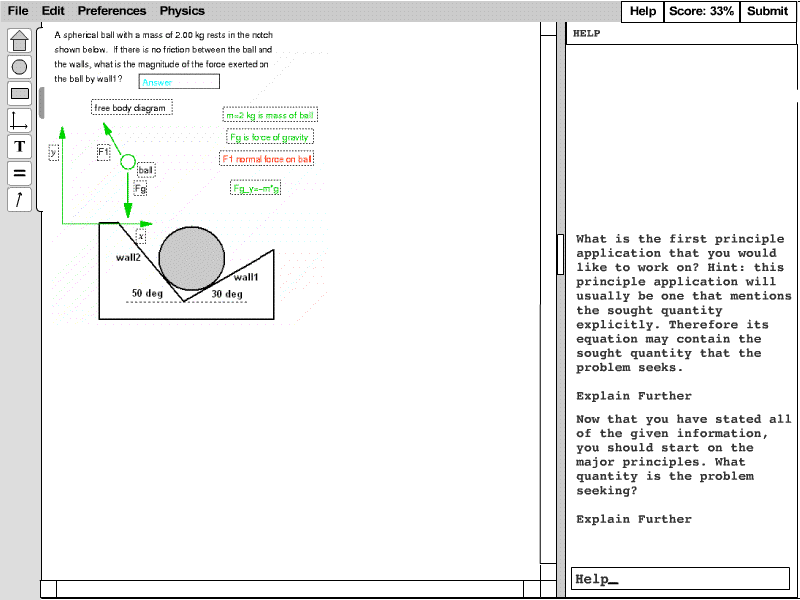 File Edit Preferences Physics
Help Score: 33% Submit
A spherical ball with a mass of 2.00 kg rests in the notch
shown below. If there is no friction between the ball and
the walls, what is the magnitude of the force exerted on
the ball by wall1? Answer
free body diagram
m=2 kg is mass of ball
Fg is force of gravity
F1 normal force on ball
Fg_y=-m*g
y
F1
ball
Fg
x
wall2
wall1
50 deg
30 deg
T
=
HELP
What is the first principle
application that you would
like to work on? Hint: this
principle application will
usually be one that mentions
the sought quantity
explicitly. Therefore its
equation may contain the
sought quantity that the
problem seeks.
Explain Further
Now that you have stated all
of the given information,
you should start on the
major principles. What
quantity is the problem
seeking?
Explain Further
Help_